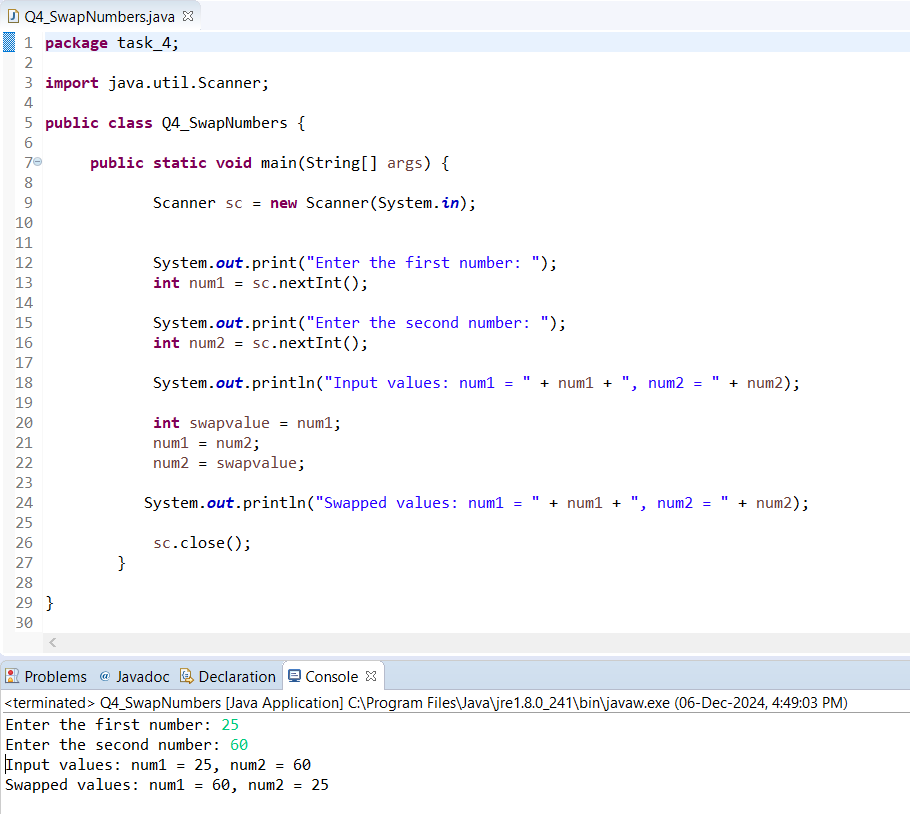 Q4_SwapNumbers.java
1 package task_4;
2
3 import java.util.Scanner;
4
5 public class Q4_SwapNumbers {
6
7 public static void main(String[] args) {
8
9 Scanner sc = new Scanner(System.in);
10
11
12 System.out.print("Enter the first number: ");
13 int num1 = sc.nextInt();
14
15 System.out.print("Enter the second number: ");
16 int num2 = sc.nextInt();
17
18 System.out.println("Input values: num1 = " + num1 + ", num2 = " + num2);
19
20 int swapvalue = num1;
21 num1 = num2;
22 num2 = swapvalue;
23
24 System.out.println("Swapped values: num1 = " + num1 + ", num2 = " + num2);
25
26 sc.close();
27 }
28
29 }
30
Problems @ Javadoc Declaration Console
<terminated> Q4_SwapNumbers [Java Application] C:\Program Files\Java\jre1.8.0_241\bin\javaw.exe (06-Dec-2024, 4:49:03 PM)
Enter the first number: 25
Enter the second number: 60
Input values: num1 = 25, num2 = 60
Swapped values: num1 = 60, num2 = 25